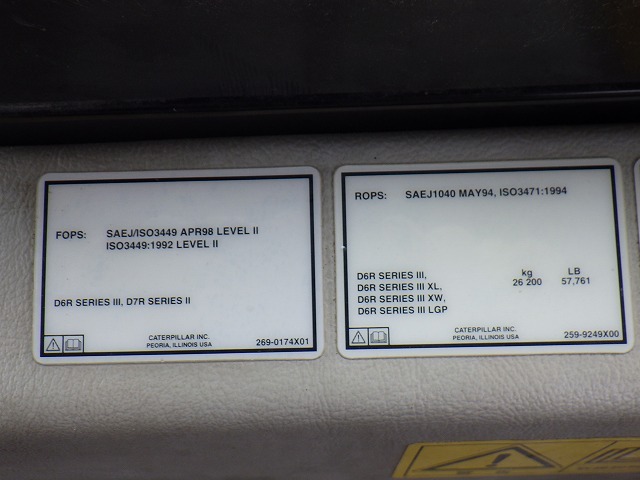 FOPS: SAEJ/ISO3449 APR98 LEVEL II
ISO3449:1992 LEVEL II
D6R SERIES III, D7R SERIES II
CATERPILLAR INC.
PEORIA, ILLINOIS USA
269-0174X01
ROPS: SAEJ1040 MAY94, ISO3471:1994
kg LB
D6R SERIES III, 26 200 57,761
D6R SERIES III XL,
D6R SERIES III XW,
D6R SERIES III LGP
CATERPILLAR INC.
PEORIA, ILLINOIS USA
259-9249X00